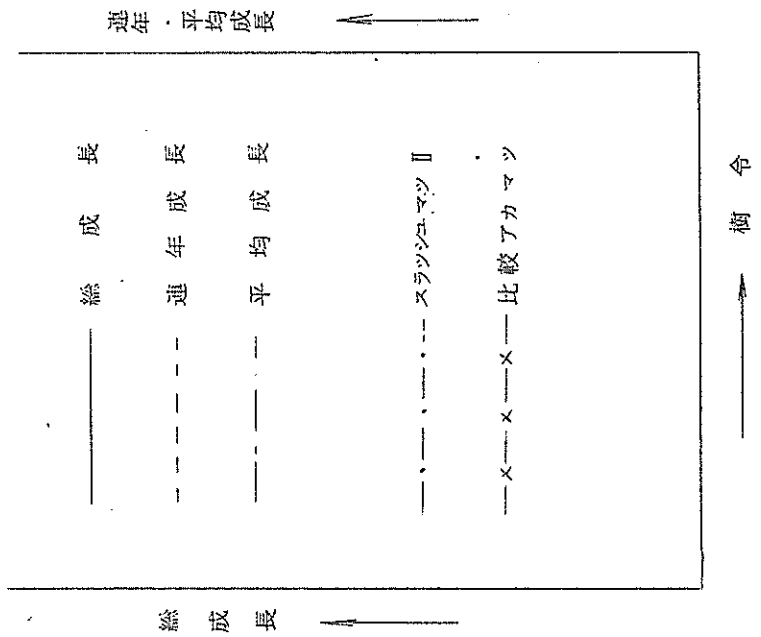 連年・平均成長
総成長
連年成長
平均成長
スラッシュマツ Ⅱ
比較アカマツ
樹令
総成長